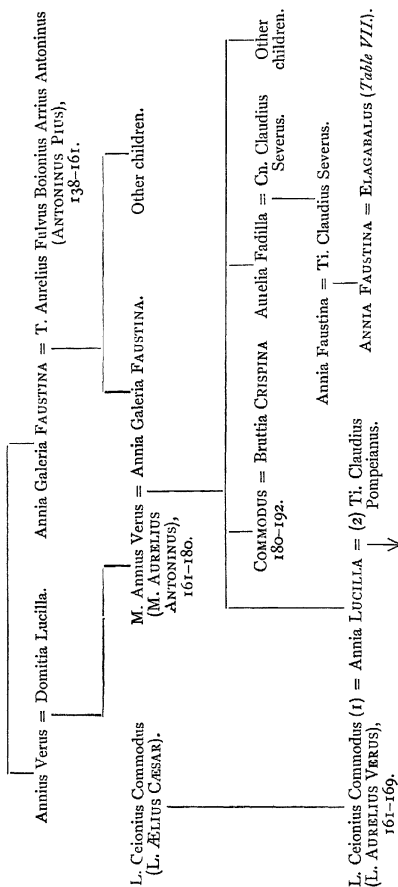 Annius Verus = Domitia Lucilla.
Annia Galeria FAUSTINA = T. Aurelius Fulvus Boionius Arrius Antoninus
(ANTONINUS PIUS),
138–161.
L. Ceionius Commodus
(L. ÆLIUS CÆSAR).
M. Annius Verus = Annia Galeria FAUSTINA.
(M. AURELIUS
ANTONINUS),
161–180.
Other children.
COMMODUS = Bruttia CRISPINA
180–192.
Aurelia Fadilla = Cn. Claudius
Severus.
Other
children.
Annia Faustina = Ti. Claudius Severus.
L. Ceionius Commodus (1) = Annia LUCILLA = (2) Ti. Claudius
(L. AURELIUS VERUS),
Pompeianus.
161–169.
ANNIA FAUSTINA = ELAGABALUS (Table VII).